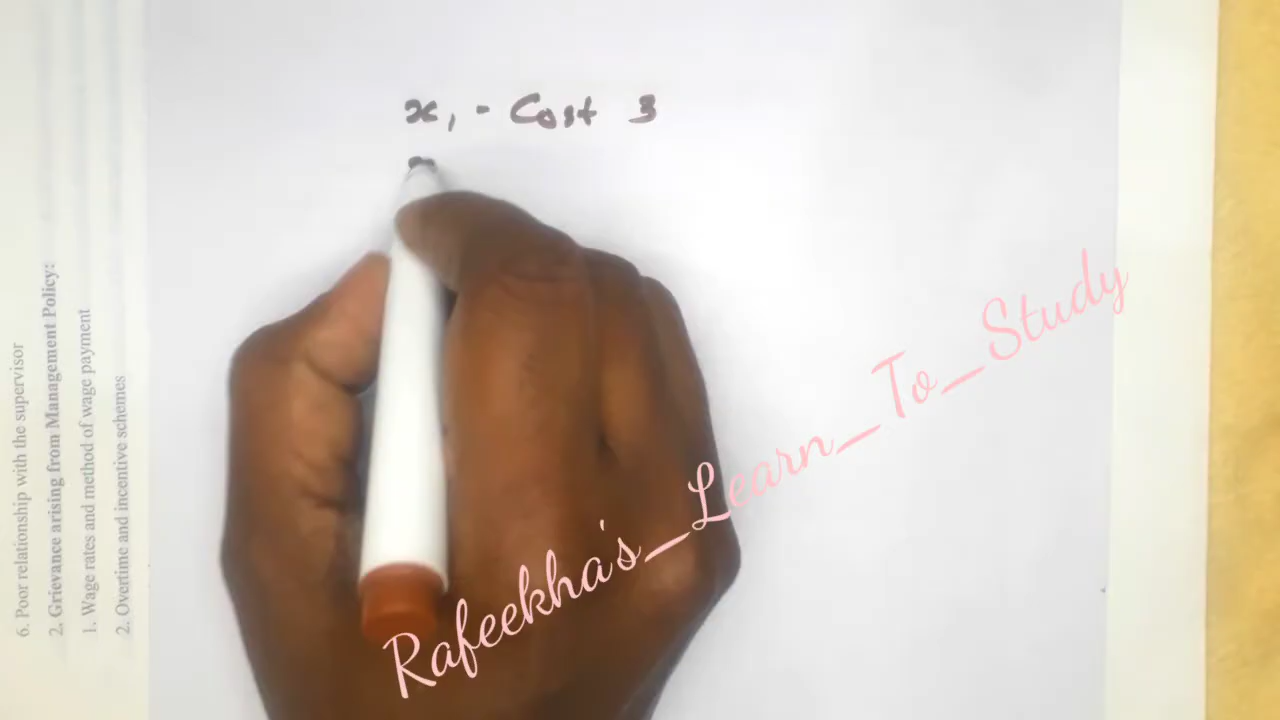 x₁ - Cost 3
6. Poor relationship with the supervisor
2. Grievance arising from Management Policy:
1. Wage rates and method of wage payment
2. Overtime and incentive schemes
Rafeekha's_Learn_To_Study